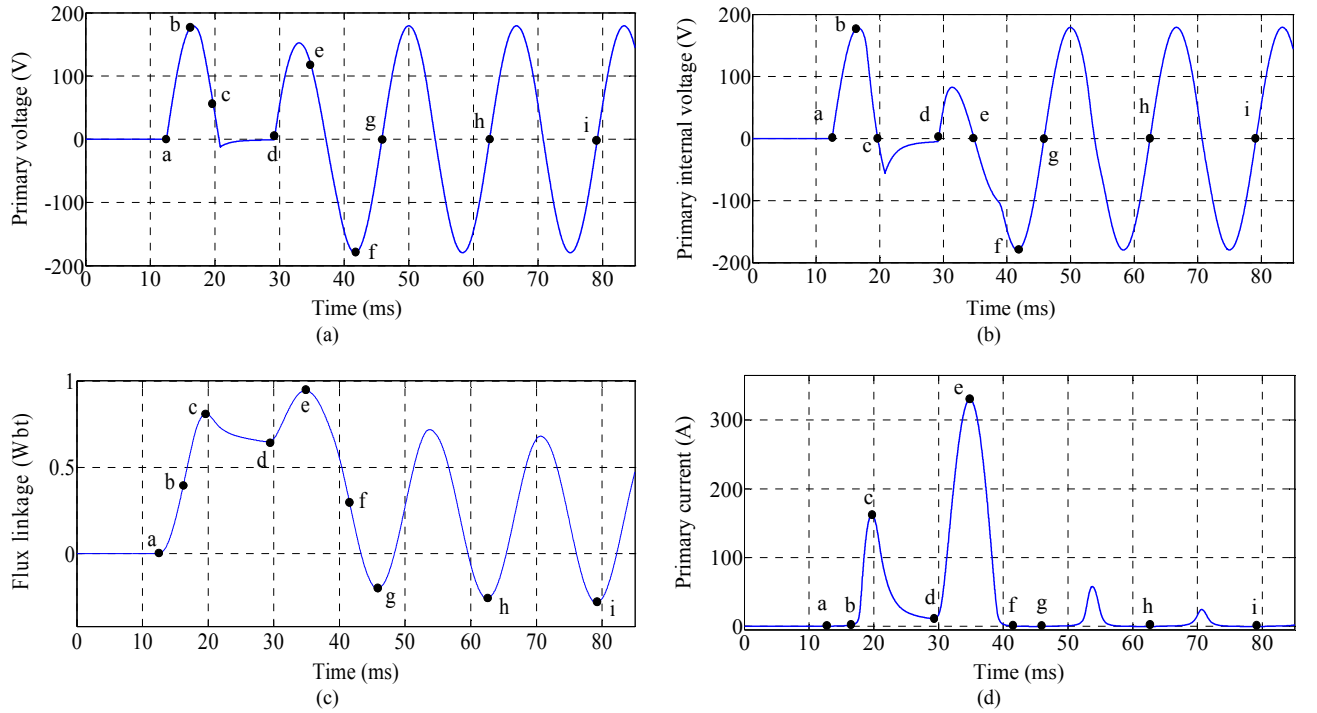 200
100
0
-100
-200
Primary voltage (V)
a
b
c
d
e
f
g
h
i
0 10 20 30 40 50 60 70 80
Time (ms)
(a)
200
100
0
-100
-200
Primary internal voltage (V)
a
b
c
d
e
f
g
h
i
0 10 20 30 40 50 60 70 80
Time (ms)
(b)
1
0.5
0
Flux linkage (Wbt)
a
b
c
d
e
f
g
h
i
0 10 20 30 40 50 60 70 80
Time (ms)
(c)
300
200
100
0
Primary current (A)
a
b
c
d
e
f
g
h
i
0 10 20 30 40 50 60 70 80
Time (ms)
(d)